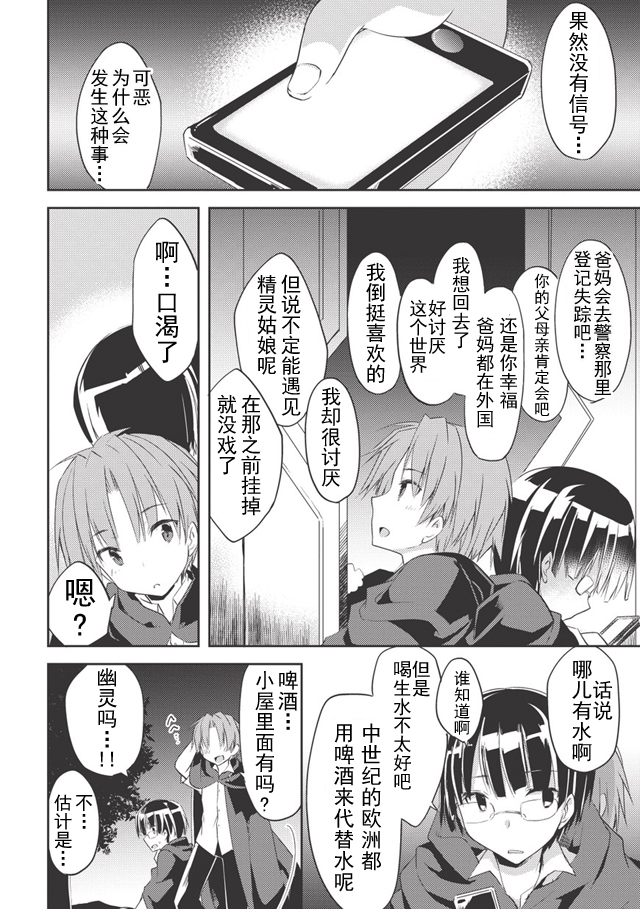 果然没有信号…
可恶
为什么会
发生这种事…
爸妈会去警察那里
登记失踪吧…
你的父母亲肯定会吧
还是你幸福
爸妈都在外国
我想回去了
好讨厌
这个世界
我倒挺喜欢的
我却很讨厌
但说不定能遇见
精灵姑娘呢
在那之前挂掉
就没戏了
啊…口渴了
嗯?
话说
哪儿有水啊
谁知道啊
但是
喝生水不太好吧
中世纪的欧洲都
用啤酒来代替水呢
啤酒…
小屋里面有吗?
幽灵吗…!!
不…
估计是…